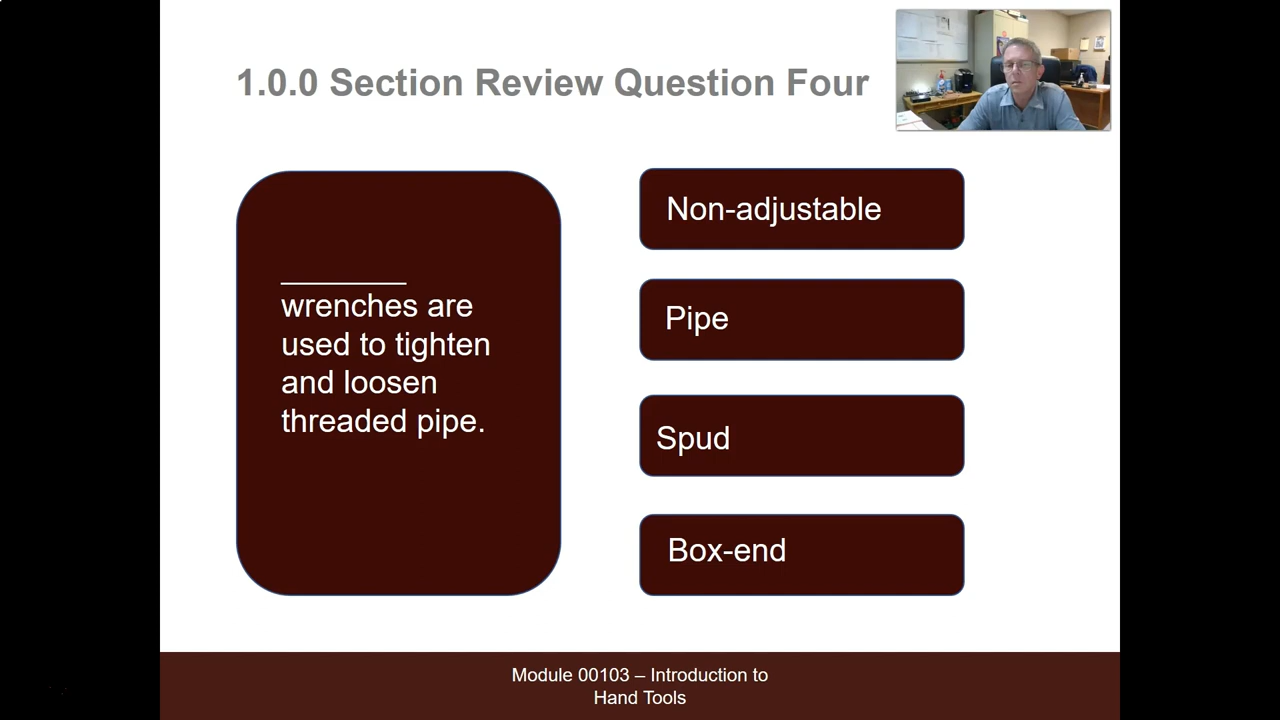 1.0.0 Section Review Question Four
__________
wrenches are
used to tighten
and loosen
threaded pipe.
Non-adjustable
Pipe
Spud
Box-end
Module 00103 – Introduction to
Hand Tools